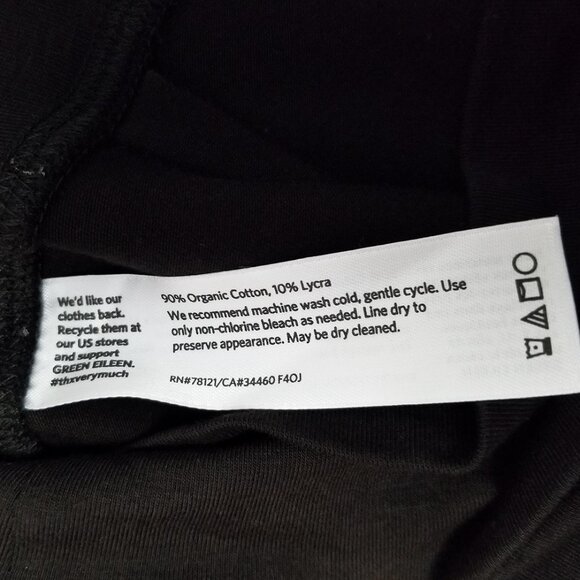 We'd like our
clothes back.
Recycle them at
our US stores
and support
GREEN EILEEN.
#thxverymuch
90% Organic Cotton, 10% Lycra
We recommend machine wash cold, gentle cycle. Use
only non-chlorine bleach as needed. Line dry to
preserve appearance. May be dry cleaned.
RN#78121/CA#34460 F4OJ